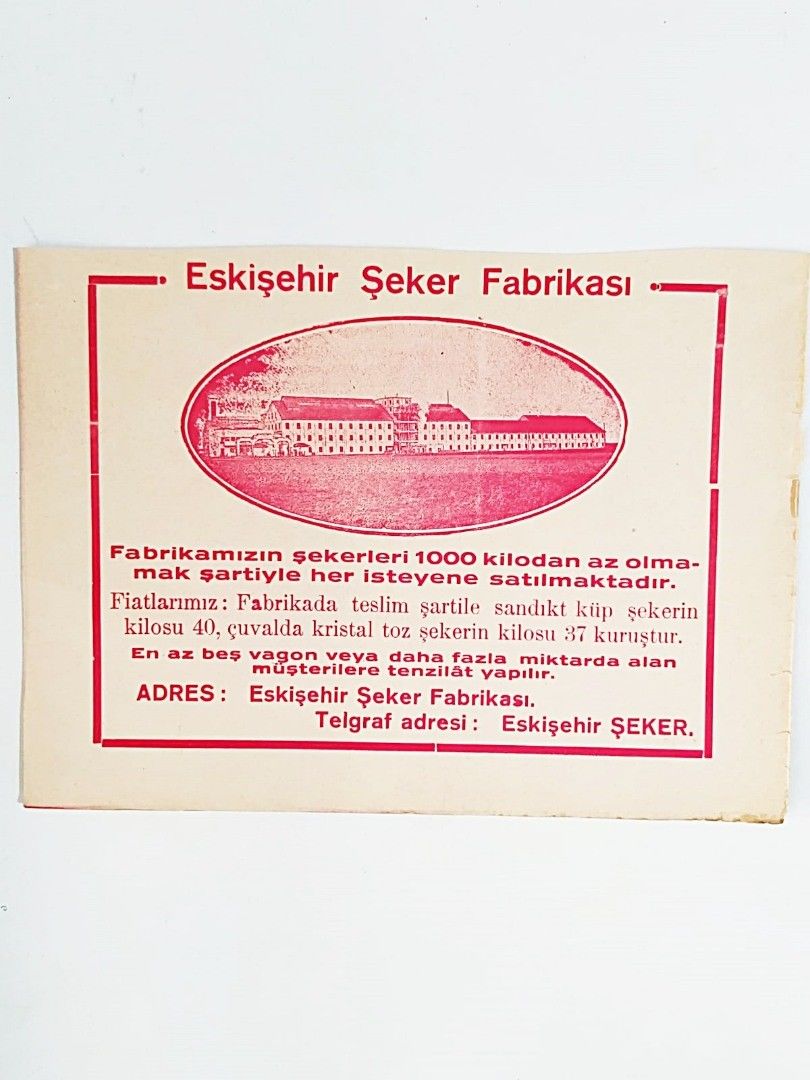 Eskişehir Şeker Fabrikası
Fabrikamızın şekerleri 1000 kilodan az olma-
mak şartiyle her isteyene satılmaktadır.
Fiatlarımız: Fabrikada teslim şartile sandıkt küp şekerin
kilosu 40, çuvalda kristal toz şekerin kilosu 37 kuruştur.
En az beş vagon veya daha fazla miktarda alan
müşterilere tenzilât yapılır.
ADRES: Eskişehir Şeker Fabrikası.
Telgraf adresi: Eskişehir ŞEKER.